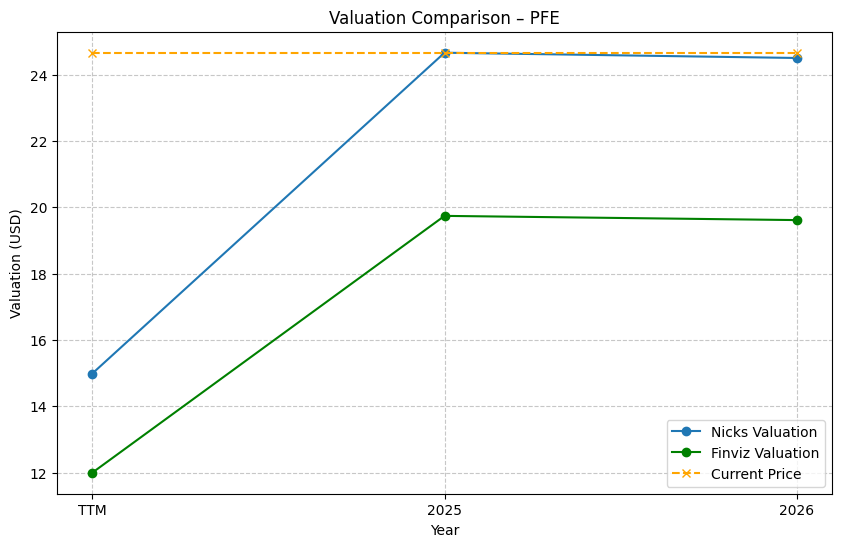 Valuation Comparison – PFE
Valuation (USD)
24
22
20
18
16
14
12
TTM
2025
2026
Year
Nicks Valuation
Finviz Valuation
Current Price